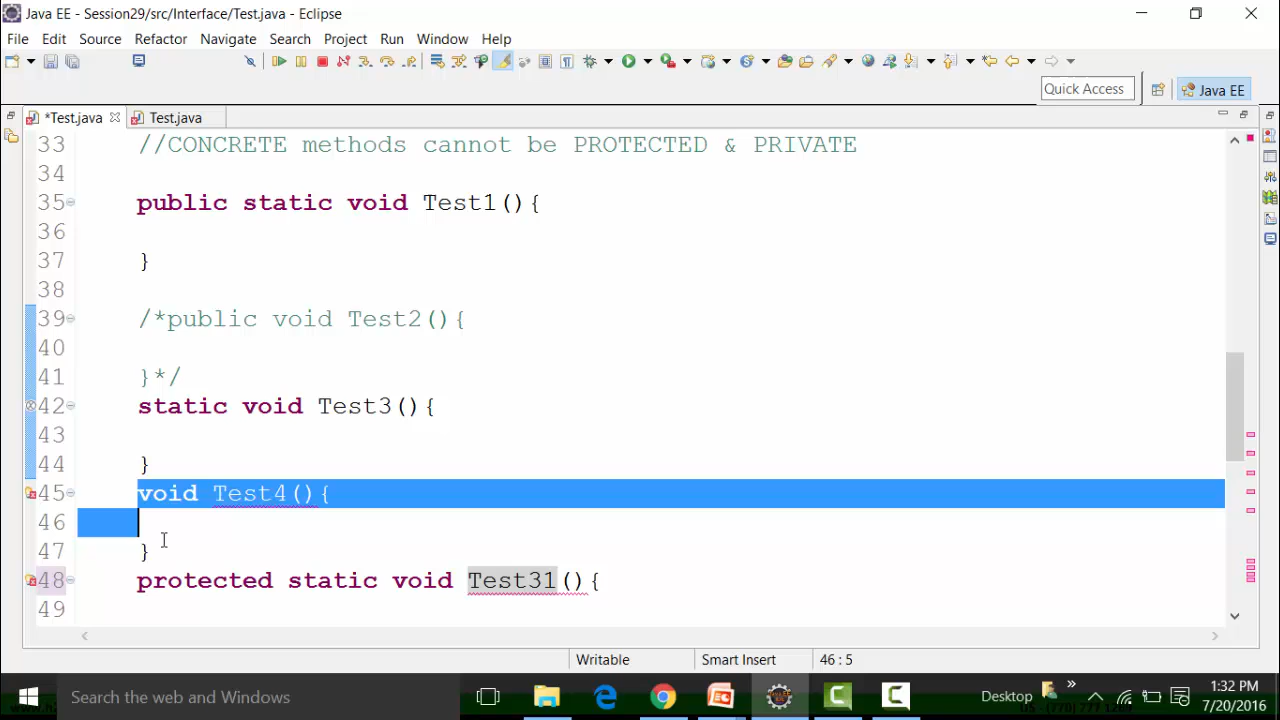 Java EE - Session29/src/Interface/Test.java - Eclipse
File Edit Source Refactor Navigate Search Project Run Window Help
Quick Access
Java EE
*Test.java
Test.java
33 //CONCRETE methods cannot be PROTECTED & PRIVATE
34
35 public static void Test1(){
36
37 }
38
39 /*public void Test2(){
40
41 }*/
42 static void Test3(){
43
44 }
45 void Test4(){
46
47 }
48 protected static void Test31(){
49
Writable Smart Insert 46 : 5
Search the web and Windows
Desktop
1:32 PM
7/20/2016